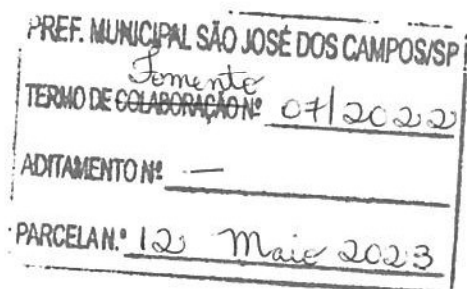 PREF. MUNICIPAL SÃO JOSÉ DOS CAMPOS/SP
Fomento
TERMO DE COLABORAÇÃO Nº 07/2022
ADITAMENTO Nº —
PARCELA N.º 12 Maio 2023